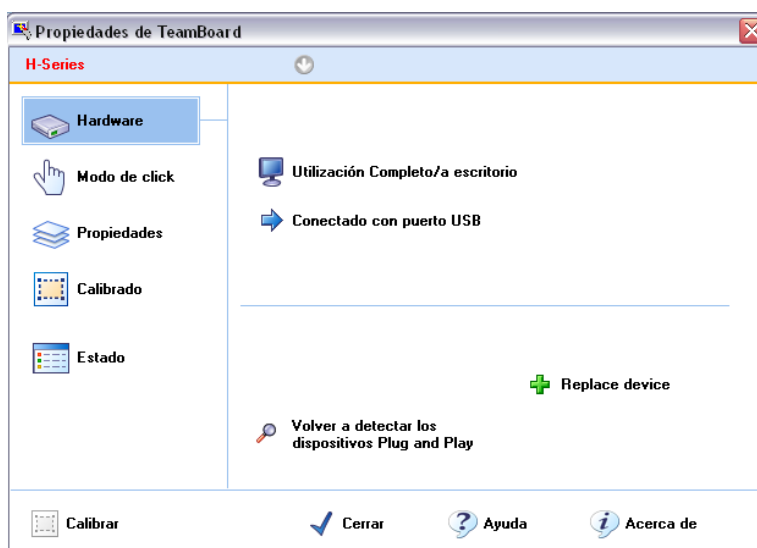 Propiedades de TeamBoard
H-Series
Hardware
Modo de click
Propiedades
Calibrado
Estado
Utilización Completo/a escritorio
Conectado con puerto USB
Replace device
Volver a detectar los
dispositivos Plug and Play
Calibrar
Cerrar
Ayuda
Acerca de